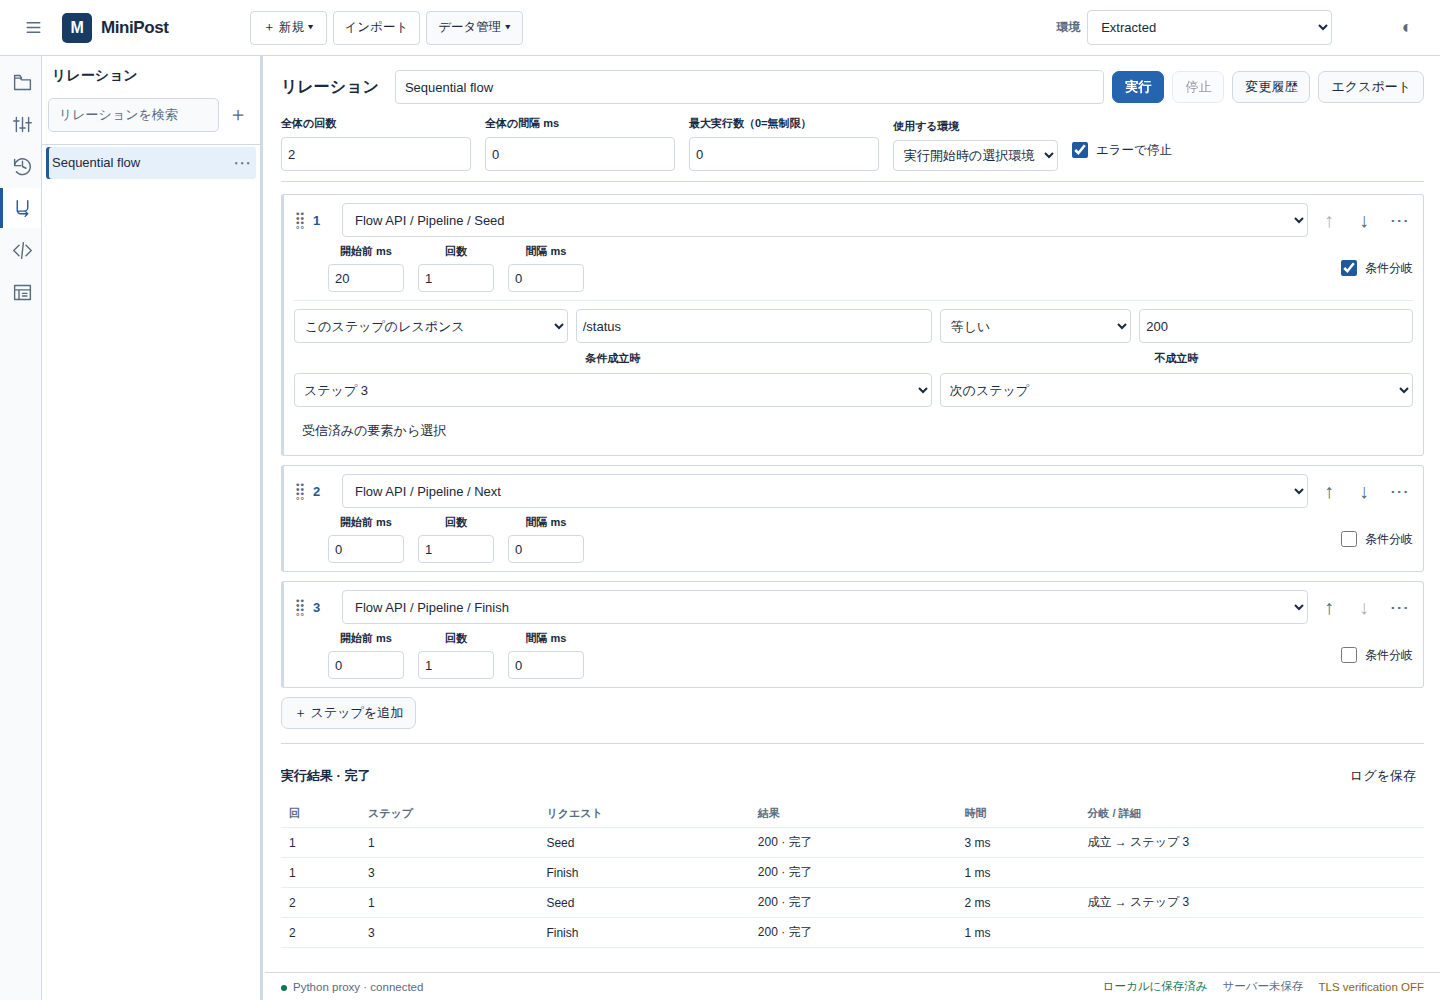 M MiniPost ＋ 新規 ▾ インポート データ管理 ▾ 環境 Extracted
リレーション
リレーションを検索 ＋
Sequential flow ···
リレーション Sequential flow 実行 停止 変更履歴 エクスポート
全体の回数 全体の間隔 ms 最大実行数（0=無制限） 使用する環境
2 0 0 実行開始時の選択環境 エラーで停止
1 Flow API / Pipeline / Seed ↑ ↓ ···
開始前 ms 回数 間隔 ms
20 1 0 条件分岐
このステップのレスポンス /status 等しい 200
条件成立時 不成立時
ステップ 3 次のステップ
受信済みの要素から選択
2 Flow API / Pipeline / Next ↑ ↓ ···
開始前 ms 回数 間隔 ms
0 1 0 条件分岐
3 Flow API / Pipeline / Finish ↑ ↓ ···
開始前 ms 回数 間隔 ms
0 1 0 条件分岐
＋ ステップを追加
実行結果 · 完了 ログを保存
回 ステップ リクエスト 結果 時間 分岐 / 詳細
1 1 Seed 200 · 完了 3 ms 成立 → ステップ 3
1 3 Finish 200 · 完了 1 ms
2 1 Seed 200 · 完了 2 ms 成立 → ステップ 3
2 3 Finish 200 · 完了 1 ms
Python proxy · connected ローカルに保存済み サーバー未保存 TLS verification OFF